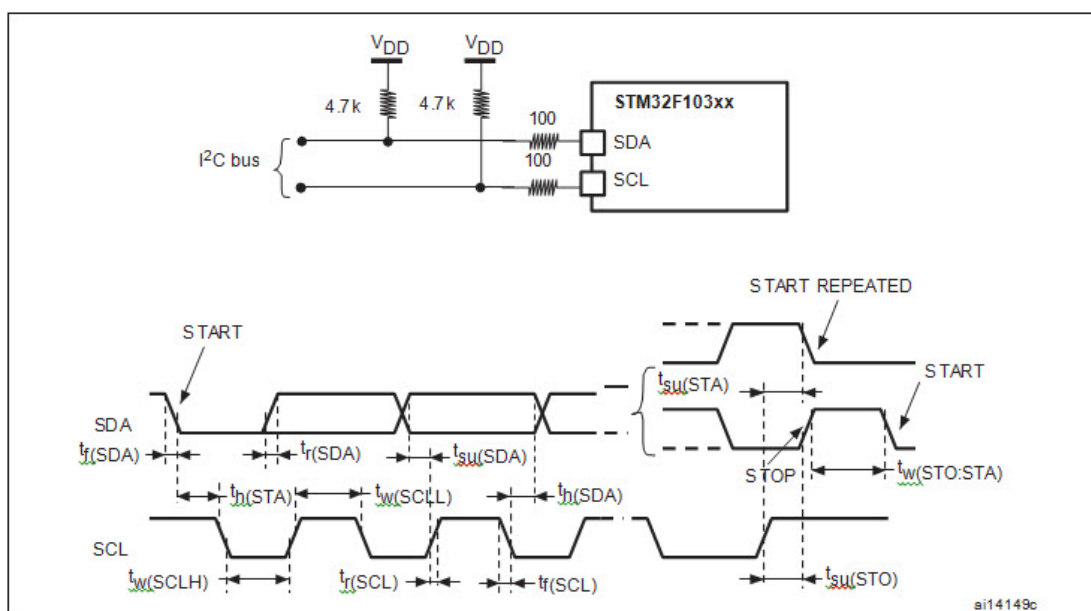 VDD VDD
STM32F103xx
4.7k 4.7k 100
SDA
I²C bus
100
SCL
START REPEATED
START
tsu(STA) START
SDA
tf(SDA) tr(SDA) tsu(SDA)
STOP tw(STO:STA)
th(STA) tw(SCLL) th(SDA)
SCL
tw(SCLH) tr(SCL) tf(SCL) tsu(STO)
ai14149c